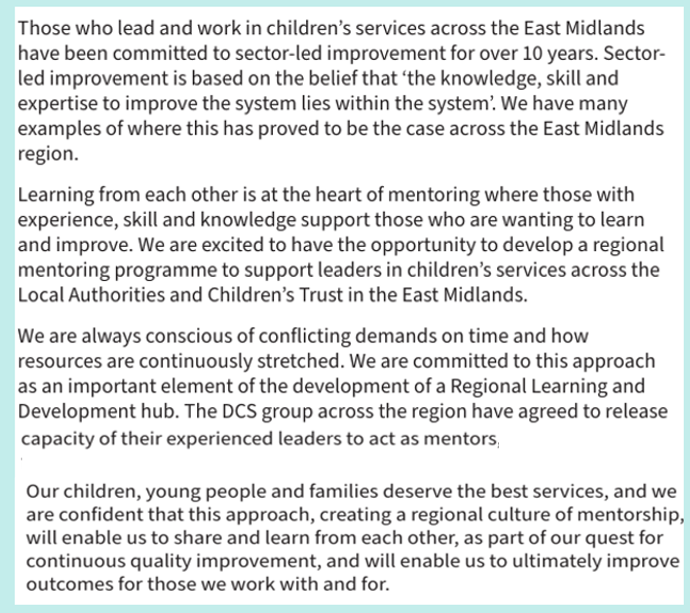 Those who lead and work in children's services across the East Midlands
have been committed to sector-led improvement for over 10 years. Sector-
led improvement is based on the belief that 'the knowledge, skill and
expertise to improve the system lies within the system'. We have many
examples of where this has proved to be the case across the East Midlands
region.
Learning from each other is at the heart of mentoring where those with
experience, skill and knowledge support those who are wanting to learn
and improve. We are excited to have the opportunity to develop a regional
mentoring programme to support leaders in children's services across the
Local Authorities and Children's Trust in the East Midlands.
We are always conscious of conflicting demands on time and how
resources are continuously stretched. We are committed to this approach
as an important element of the development of a Regional Learning and
Development hub. The DCS group across the region have agreed to release
capacity of their experienced leaders to act as mentors,
Our children, young people and families deserve the best services, and we
are confident that this approach, creating a regional culture of mentorship,
will enable us to share and learn from each other, as part of our quest for
continuous quality improvement, and will enable us to ultimately improve
outcomes for those we work with and for.